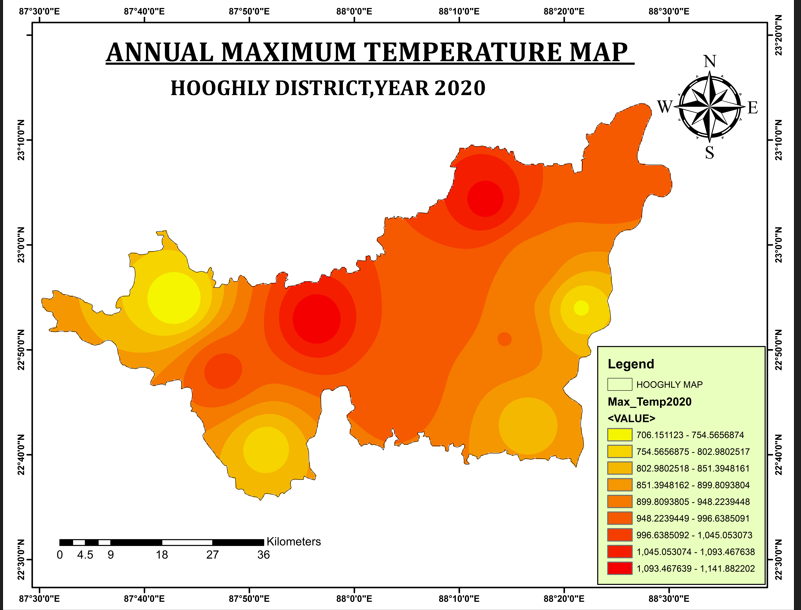 87°30'0"E 87°40'0"E 87°50'0"E 88°0'0"E 88°10'0"E 88°20'0"E 88°30'0"E
ANNUAL MAXIMUM TEMPERATURE MAP
HOOGHLY DISTRICT,YEAR 2020
N
W E
S
23°20'0"N
23°10'0"N
23°0'0"N
22°50'0"N
22°40'0"N
22°30'0"N
23°20'0"N
23°10'0"N
23°0'0"N
22°50'0"N
22°40'0"N
22°30'0"N
Legend
HOOGHLY MAP
Max_Temp2020
<VALUE>
706.151123 - 754.5656874
754.5656875 - 802.9802517
802.9802518 - 851.3948161
851.3948162 - 899.8093804
899.8093805 - 948.2239448
948.2239449 - 996.6385091
996.6385092 - 1,045.053073
1,045.053074 - 1,093.467638
1,093.467639 - 1,141.882202
Kilometers
0 4.5 9 18 27 36
87°40'0"E 87°50'0"E 88°0'0"E 88°10'0"E 88°20'0"E 88°30'0"E